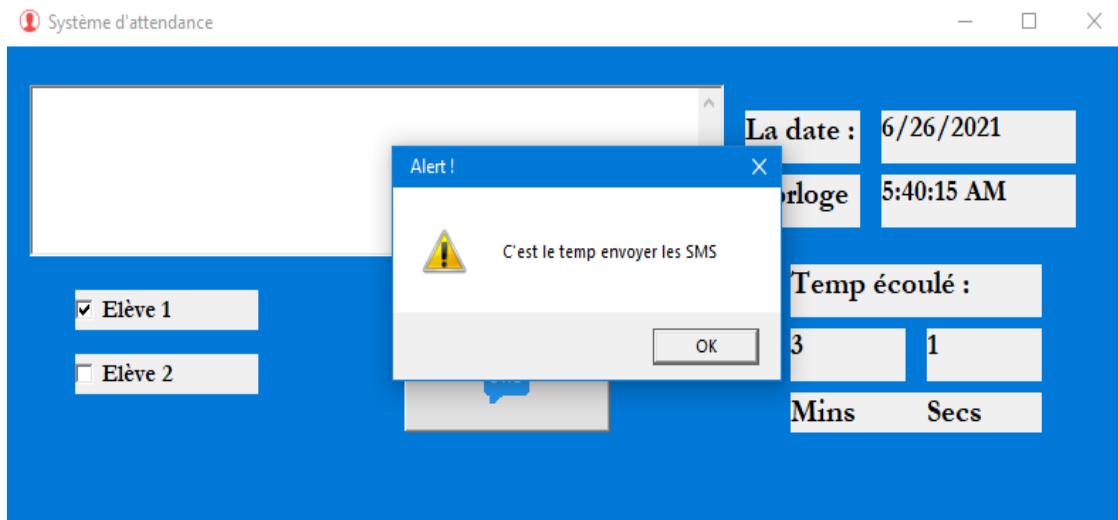 Système d'attendance
La date : 6/26/2021
5:40:15 AM
Alert !
C'est le temp envoyer les SMS
OK
Temp écoulé :
3 1
Mins Secs
Elève 1
Elève 2